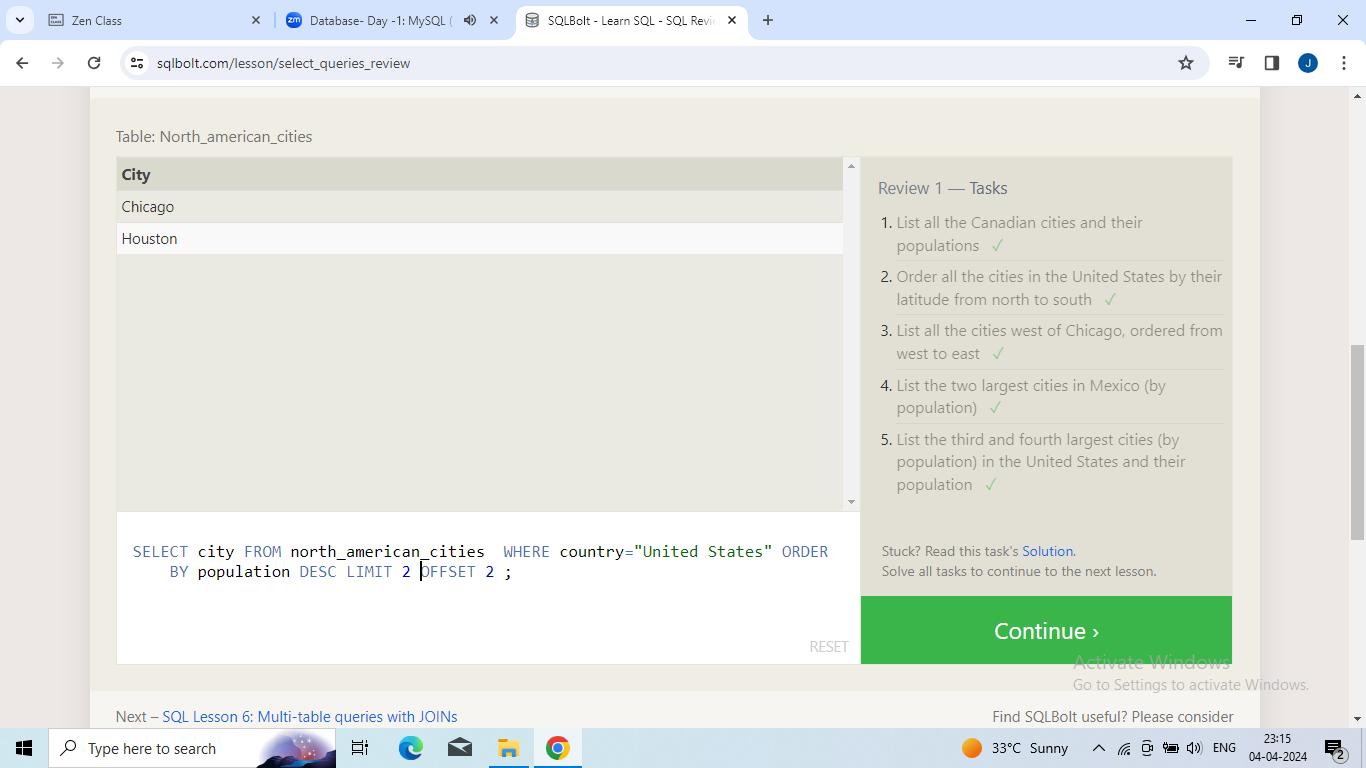 Zen Class
zm Database- Day -1: MySQL (
SQLBolt - Learn SQL - SQL Revi
sqlbolt.com/lesson/select_queries_review
J
Table: North_american_cities
City
Chicago
Houston
Review 1 — Tasks
1. List all the Canadian cities and their
populations ✓
2. Order all the cities in the United States by their
latitude from north to south ✓
3. List all the cities west of Chicago, ordered from
west to east ✓
4. List the two largest cities in Mexico (by
population) ✓
5. List the third and fourth largest cities (by
population) in the United States and their
population ✓
SELECT city FROM north_american_cities  WHERE country="United States" ORDER
BY population DESC LIMIT 2 OFFSET 2 ;
RESET
Stuck? Read this task's Solution.
Solve all tasks to continue to the next lesson.
Continue ›
Activate Windows
Go to Settings to activate Windows.
Next – SQL Lesson 6: Multi-table queries with JOINs
Find SQLBolt useful? Please consider
Type here to search
33°C Sunny
ENG
23:15
04-04-2024
2